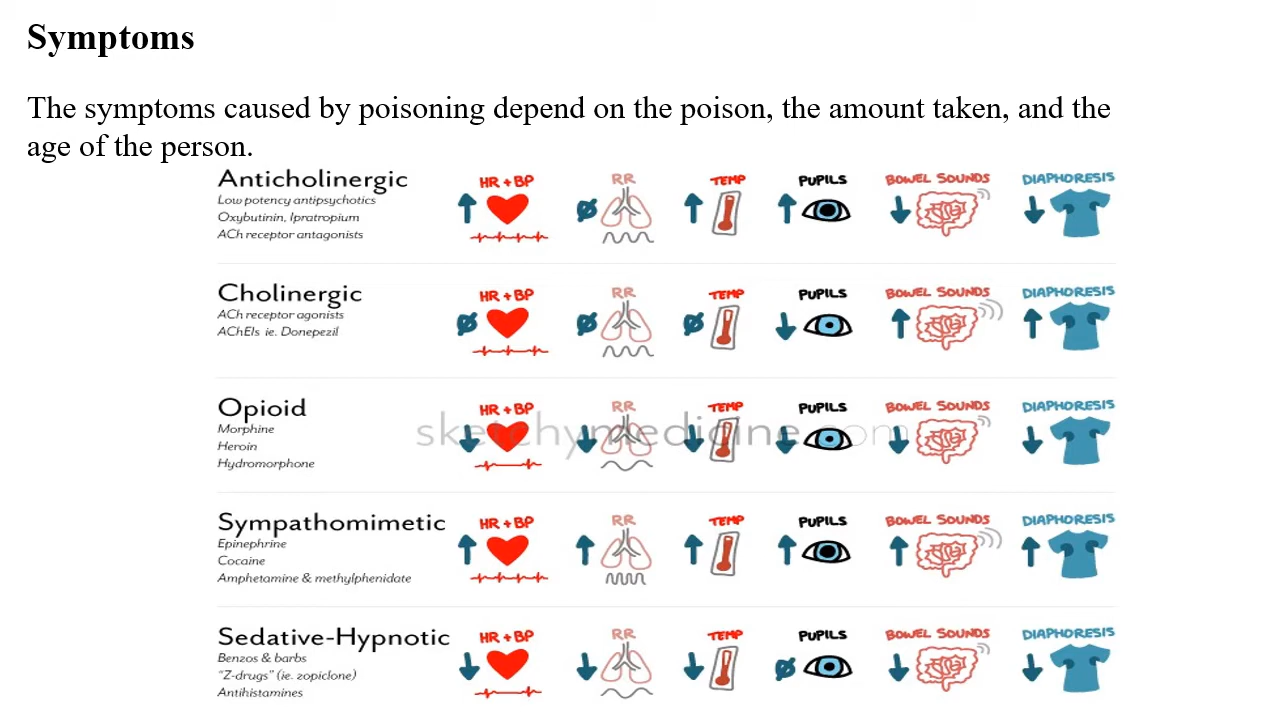 Symptoms
The symptoms caused by poisoning depend on the poison, the amount taken, and the
age of the person.
Anticholinergic
Low potency antipsychotics
Oxybutinin, Ipratropium
ACh receptor antagonists
HR + BP
RR
TEMP
PUPILS
BOWEL SOUNDS
DIAPHORESIS
Cholinergic
ACh receptor agonists
AChEIs ie. Donepezil
HR + BP
RR
TEMP
PUPILS
BOWEL SOUNDS
DIAPHORESIS
Opioid
Morphine
Heroin
Hydromorphone
HR + BP
RR
TEMP
PUPILS
BOWEL SOUNDS
DIAPHORESIS
sketchymedicine.com
Sympathomimetic
Epinephrine
Cocaine
Amphetamine & methylphenidate
HR + BP
RR
TEMP
PUPILS
BOWEL SOUNDS
DIAPHORESIS
Sedative-Hypnotic
Benzos & barbs
"Z-drugs" (ie. zopiclone)
Antihistamines
HR + BP
RR
TEMP
PUPILS
BOWEL SOUNDS
DIAPHORESIS